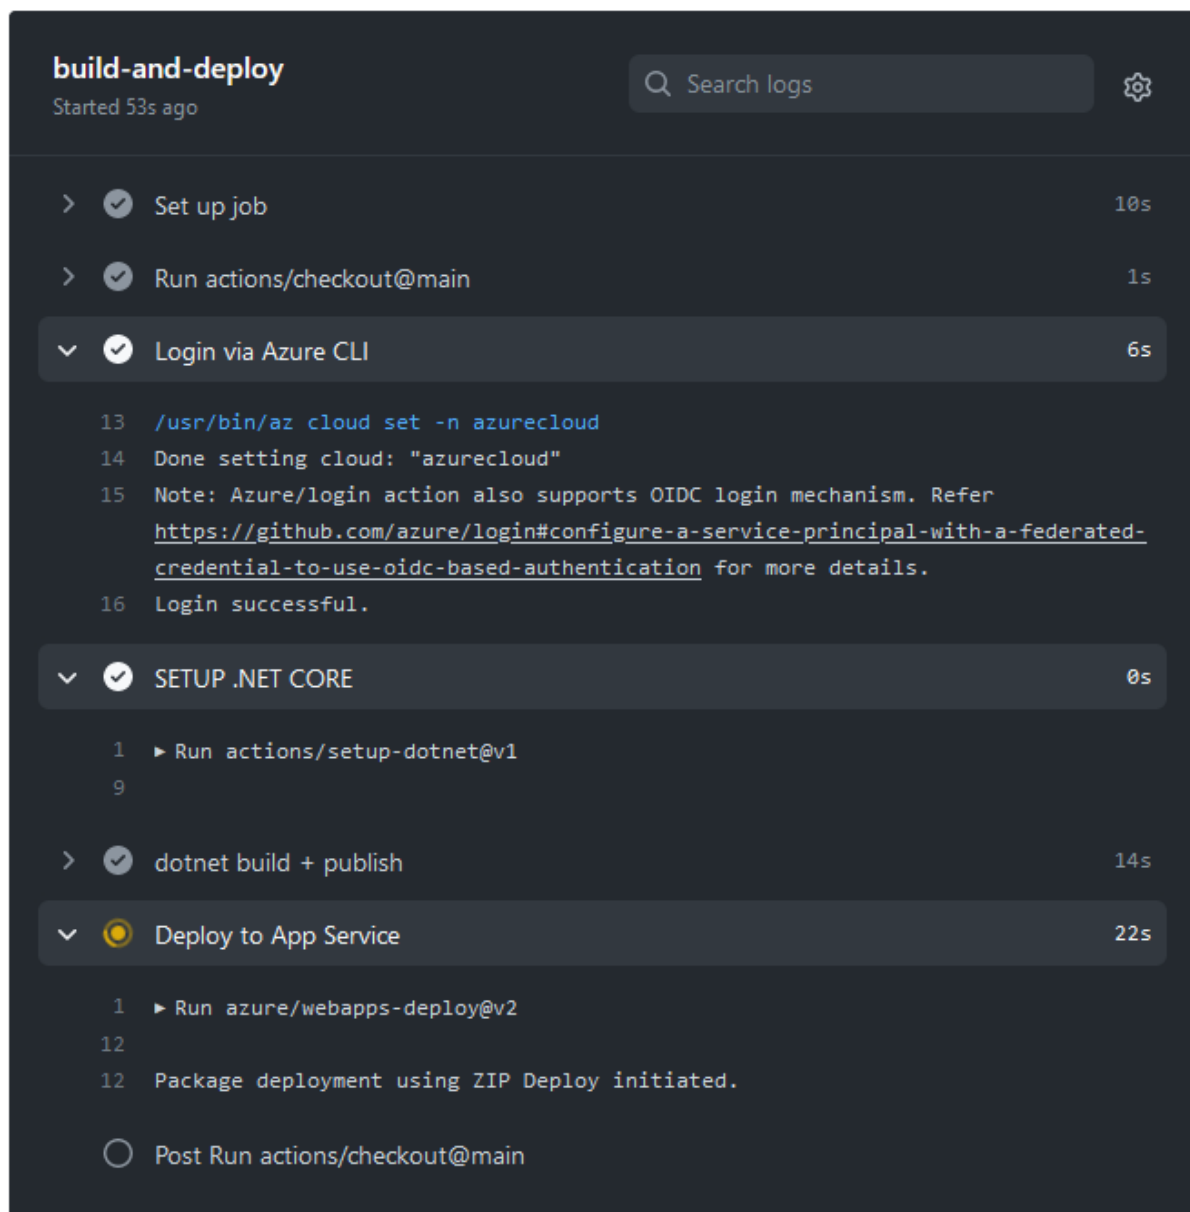 build-and-deploy
Started 53s ago
Search logs
Set up job 10s
Run actions/checkout@main 1s
Login via Azure CLI 6s
13 /usr/bin/az cloud set -n azurecloud
14 Done setting cloud: "azurecloud"
15 Note: Azure/login action also supports OIDC login mechanism. Refer
https://github.com/azure/login#configure-a-service-principal-with-a-federated-
credential-to-use-oidc-based-authentication for more details.
16 Login successful.
SETUP .NET CORE 0s
1 ▸ Run actions/setup-dotnet@v1
9
dotnet build + publish 14s
Deploy to App Service 22s
1 ▸ Run azure/webapps-deploy@v2
12
12 Package deployment using ZIP Deploy initiated.
Post Run actions/checkout@main